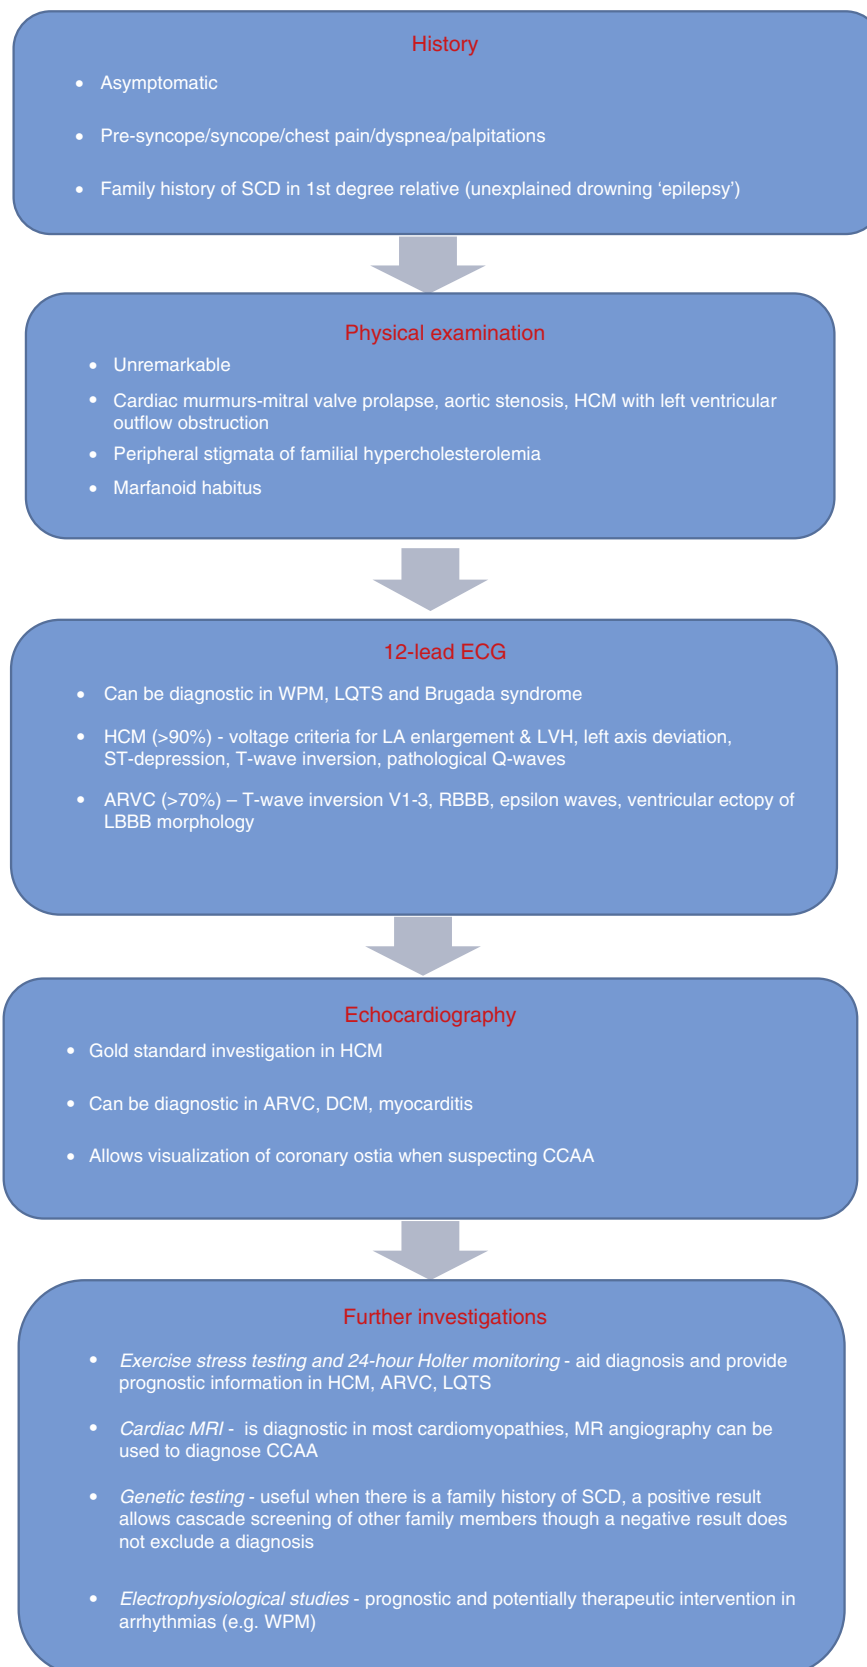 History
• Asymptomatic
• Pre-syncope/syncope/chest pain/dyspnea/palpitations
• Family history of SCD in 1st degree relative (unexplained drowning ‘epilepsy’)
Physical examination
• Unremarkable
• Cardiac murmurs-mitral valve prolapse, aortic stenosis, HCM with left ventricular
outflow obstruction
• Peripheral stigmata of familial hypercholesterolemia
• Marfanoid habitus
12-lead ECG
• Can be diagnostic in WPM, LQTS and Brugada syndrome
• HCM (>90%) - voltage criteria for LA enlargement & LVH, left axis deviation,
ST-depression, T-wave inversion, pathological Q-waves
• ARVC (>70%) – T-wave inversion V1-3, RBBB, epsilon waves, ventricular ectopy of
LBBB morphology
Echocardiography
• Gold standard investigation in HCM
• Can be diagnostic in ARVC, DCM, myocarditis
• Allows visualization of coronary ostia when suspecting CCAA
Further investigations
• Exercise stress testing and 24-hour Holter monitoring - aid diagnosis and provide
prognostic information in HCM, ARVC, LQTS
• Cardiac MRI - is diagnostic in most cardiomyopathies, MR angiography can be
used to diagnose CCAA
• Genetic testing - useful when there is a family history of SCD, a positive result
allows cascade screening of other family members though a negative result does
not exclude a diagnosis
• Electrophysiological studies - prognostic and potentially therapeutic intervention in
arrhythmias (e.g. WPM)